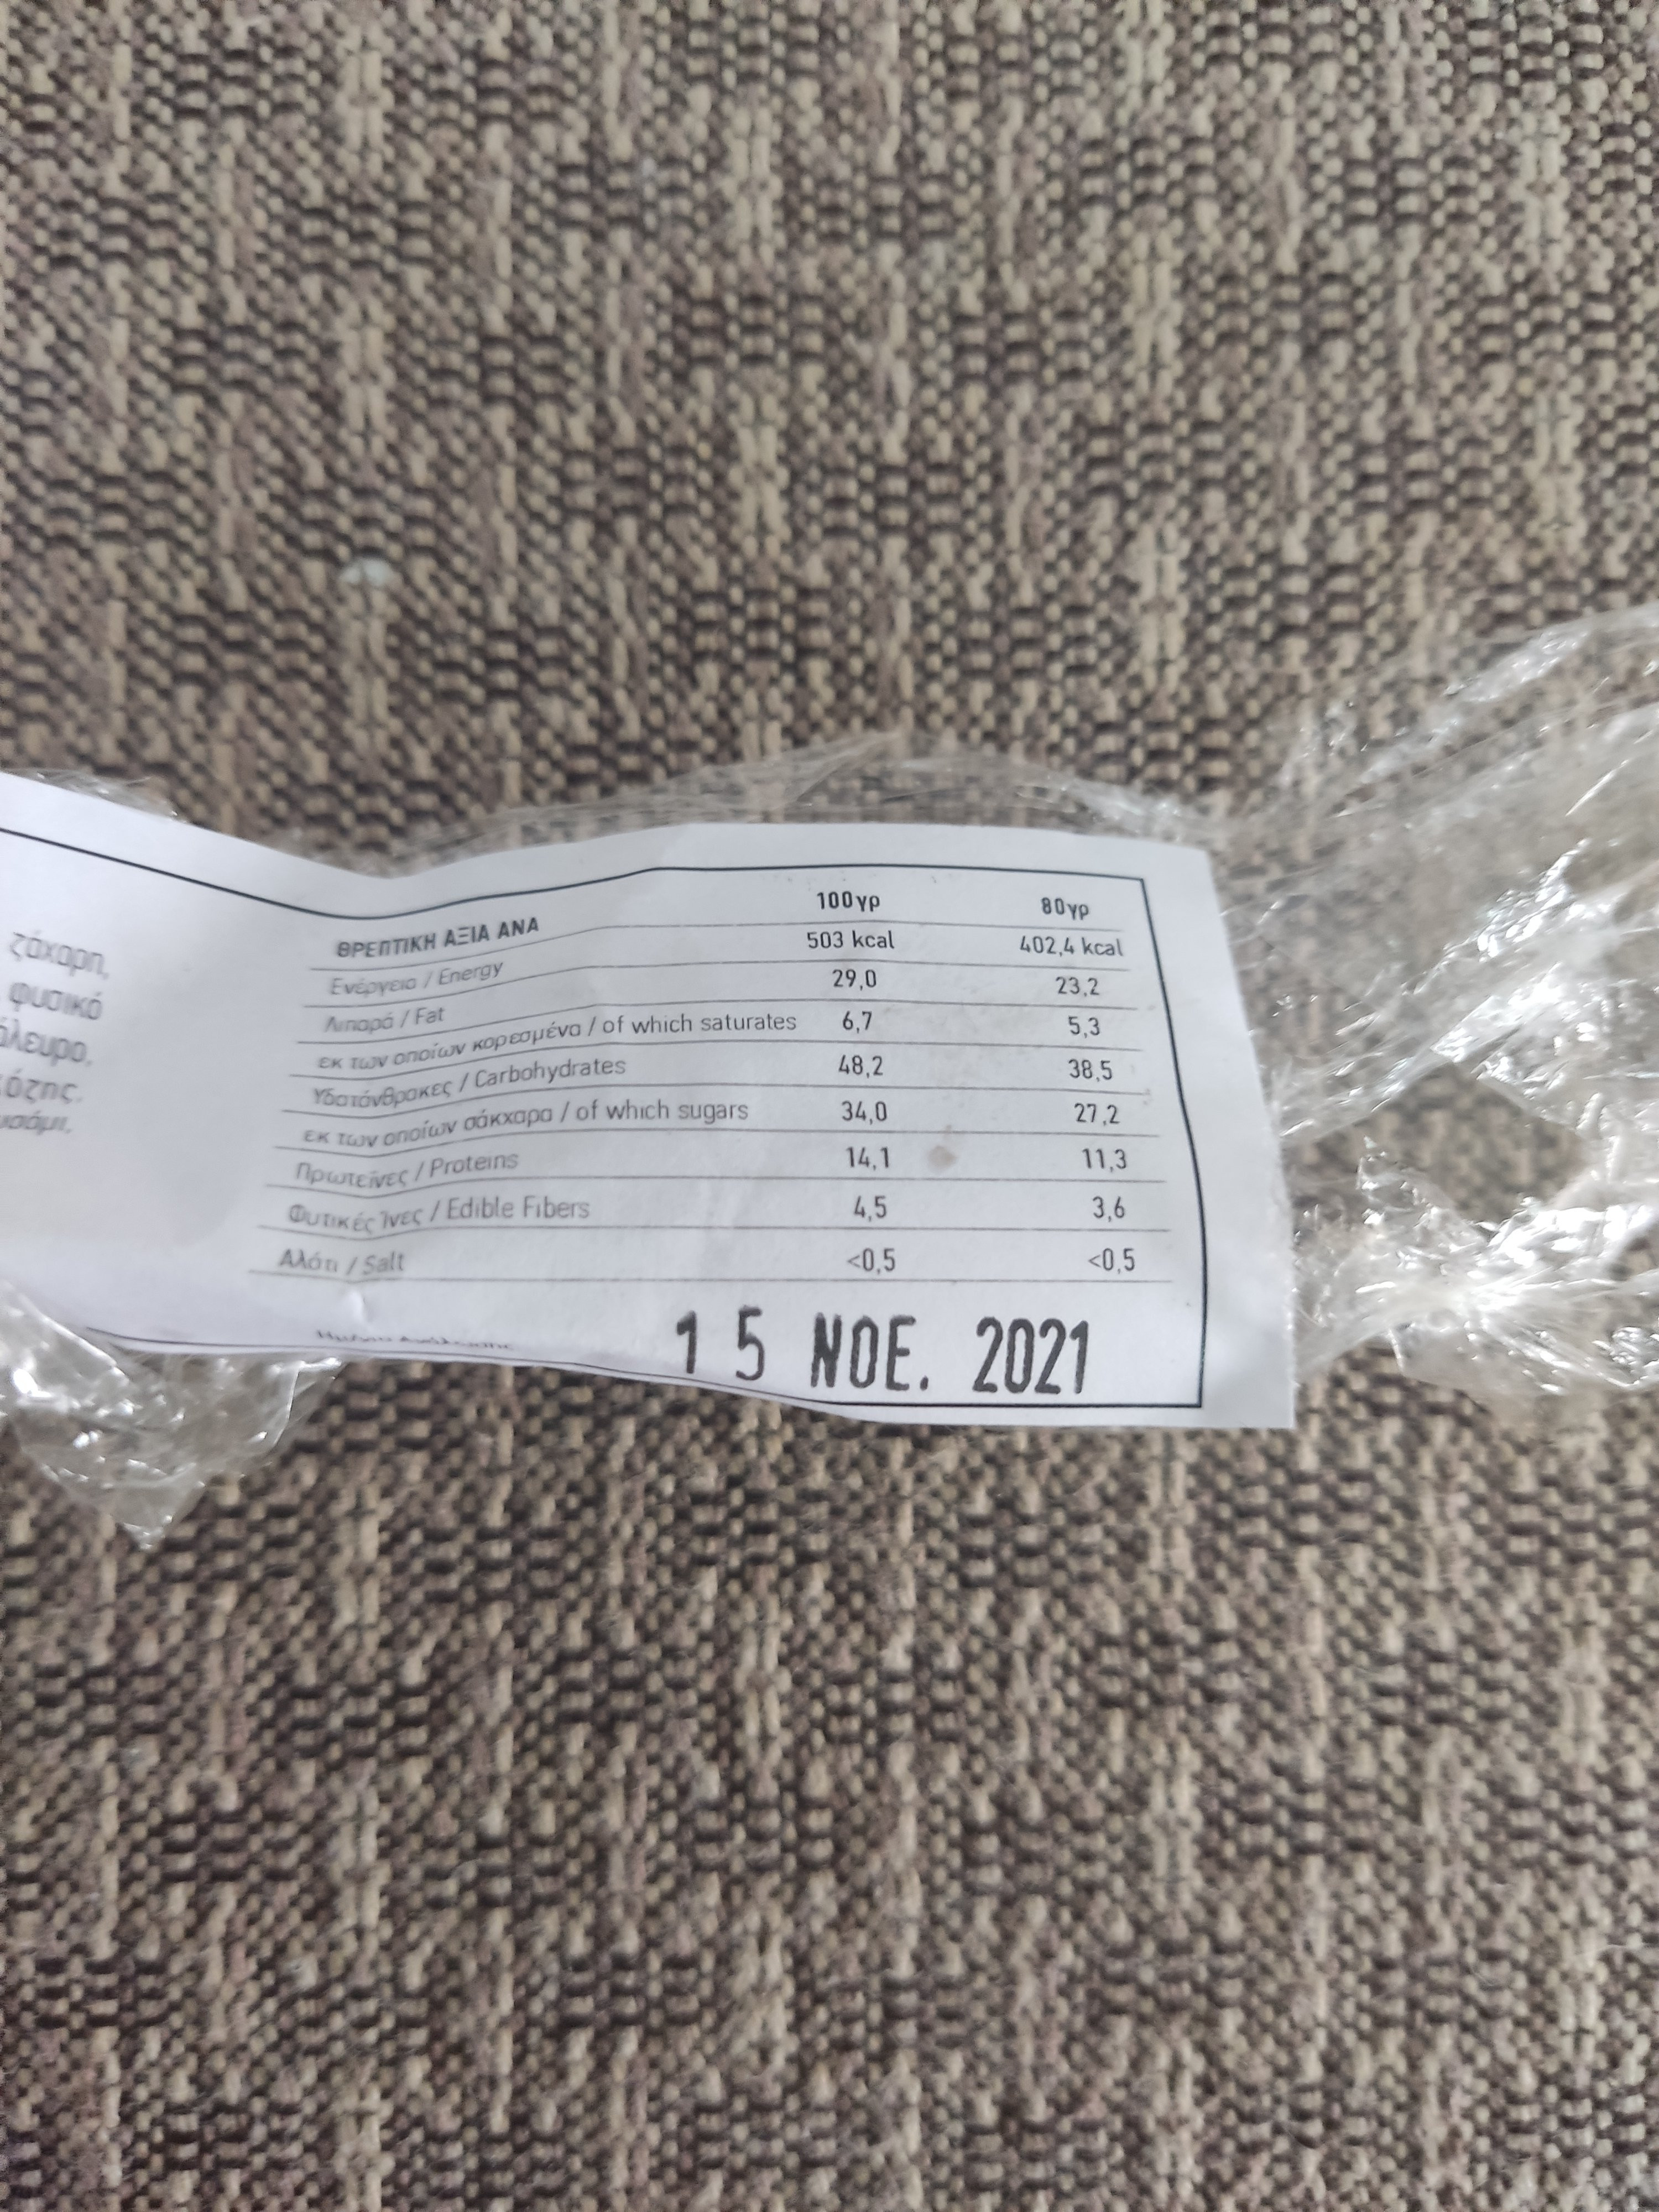 ζάχαρη,
φυσικό
άλευρο,
σουσάμι,
ΘΡΕΠΤΙΚΗ ΑΞΙΑ ΑΝΑ 100γρ 80γρ
Ενέργεια / Energy 503 kcal 402,4 kcal
Λιπαρά / Fat 29,0 23,2
εκ των οποίων κορεσμένα / of which saturates 6,7 5,3
Υδατάνθρακες / Carbohydrates 48,2 38,5
εκ των οποίων σάκχαρα / of which sugars 34,0 27,2
Πρωτεΐνες / Proteins 14,1 11,3
Φυτικές Ίνες / Edible Fibers 4,5 3,6
Αλάτι / Salt <0,5 <0,5
15 ΝΟΕ. 2021